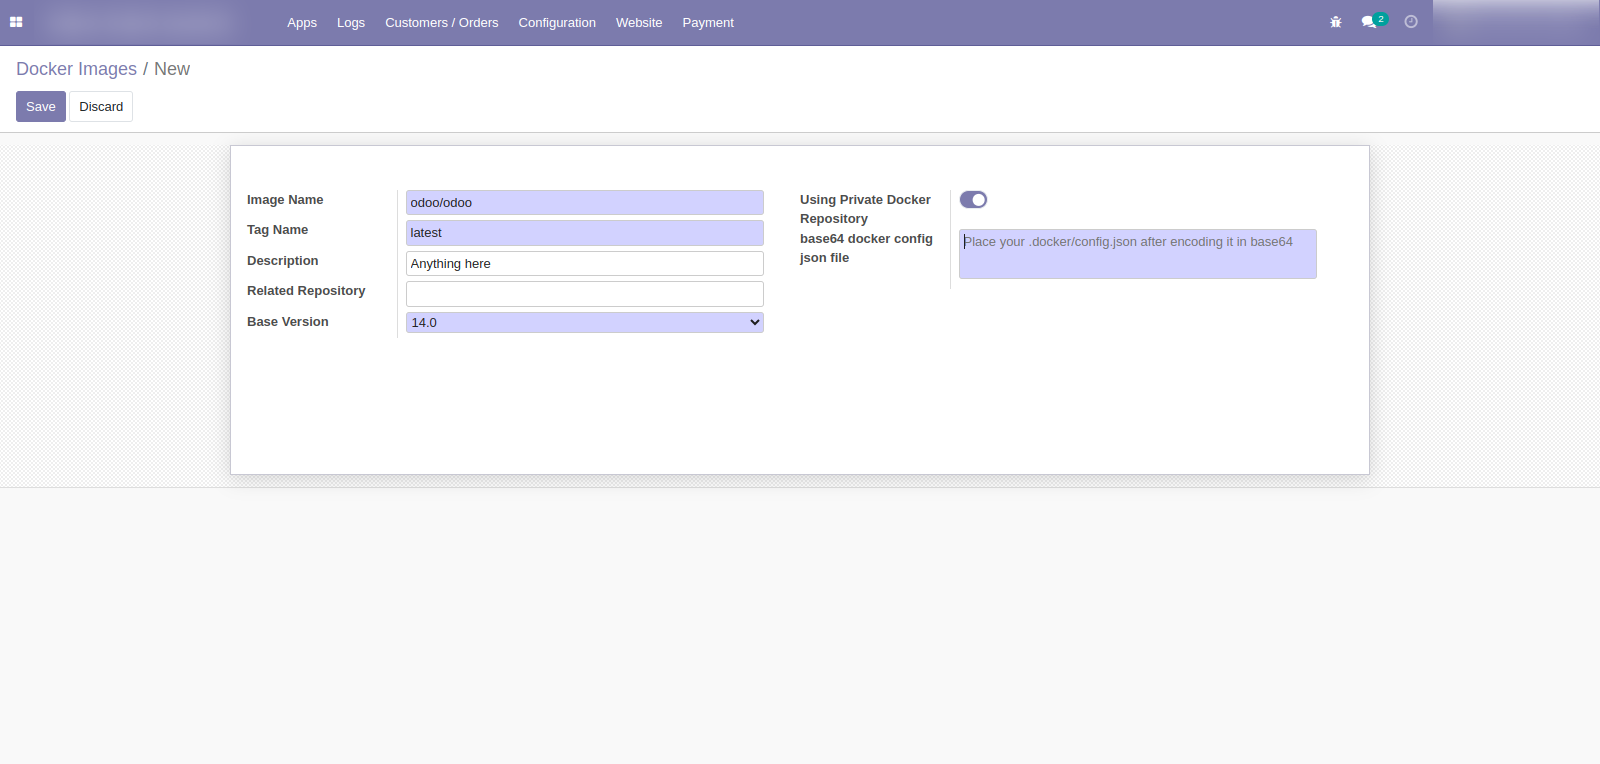 Apps Logs Customers / Orders Configuration Website Payment 2
Docker Images / New
Save Discard
Image Name odoo/odoo
Tag Name latest
Description Anything here
Related Repository
Base Version 14.0
Using Private Docker
Repository
base64 docker config
json file
Place your .docker/config.json after encoding it in base64